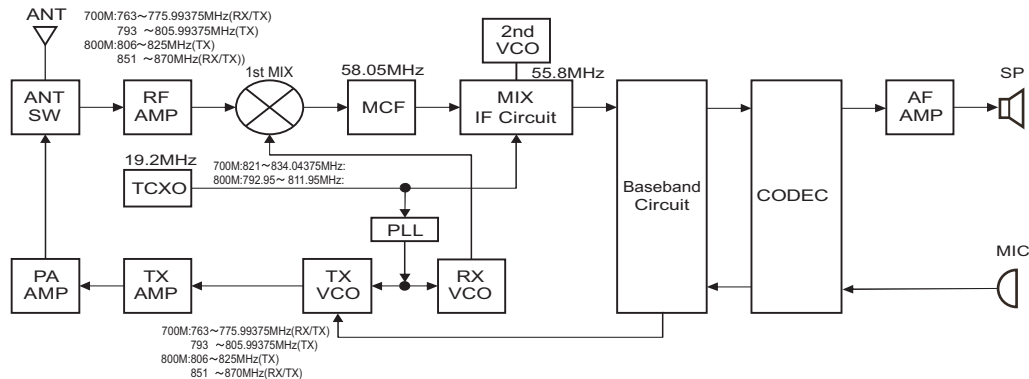 ANT
700M:763～775.99375MHz(RX/TX)
793 ～805.99375MHz(TX)
800M:806～825MHz(TX)
851 ～870MHz(RX/TX))
2nd
VCO
1st MIX
58.05MHz
55.8MHz
SP
ANT
SW
RF
AMP
MCF
MIX
IF Circuit
AF
AMP
19.2MHz
TCXO
700M:821～834.04375MHz:
800M:792.95～ 811.95MHz:
Baseband
Circuit
CODEC
PLL
MIC
PA
AMP
TX
AMP
TX
VCO
RX
VCO
700M:763～775.99375MHz(RX/TX)
793 ～805.99375MHz(TX)
800M:806～825MHz(TX)
851 ～870MHz(RX/TX)